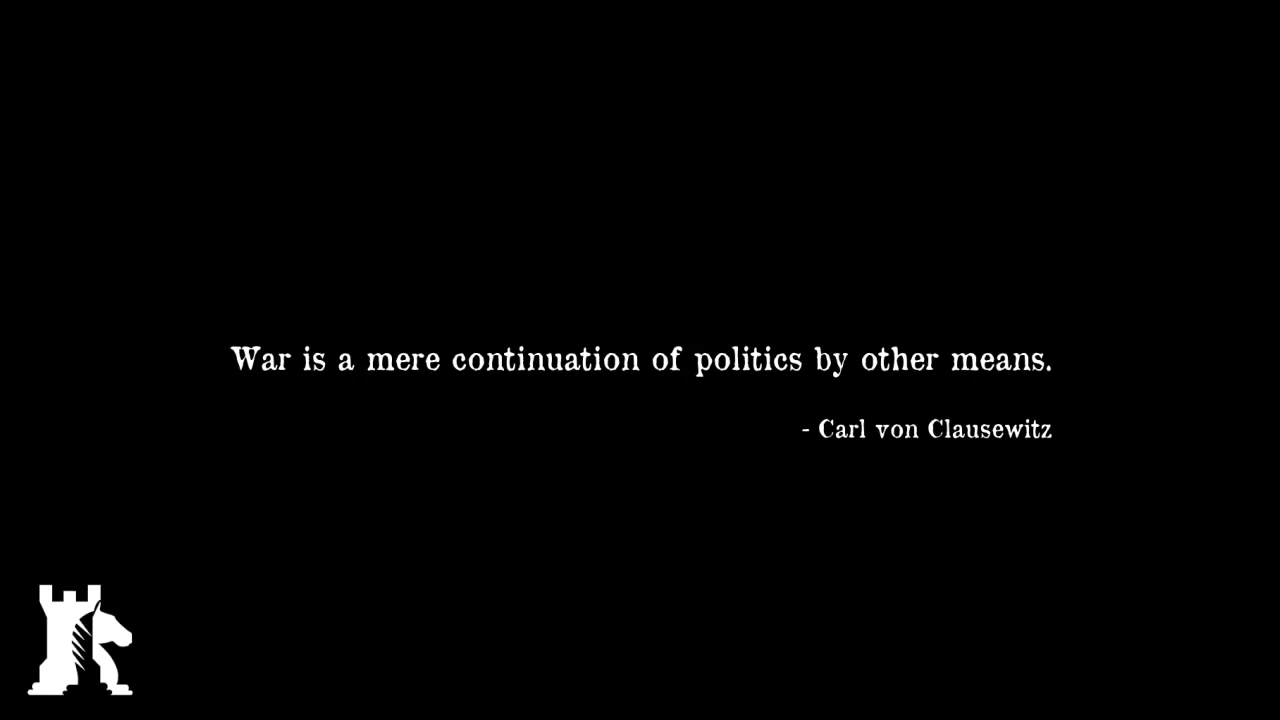 War is a mere continuation of politics by other means.
- Carl von Clausewitz